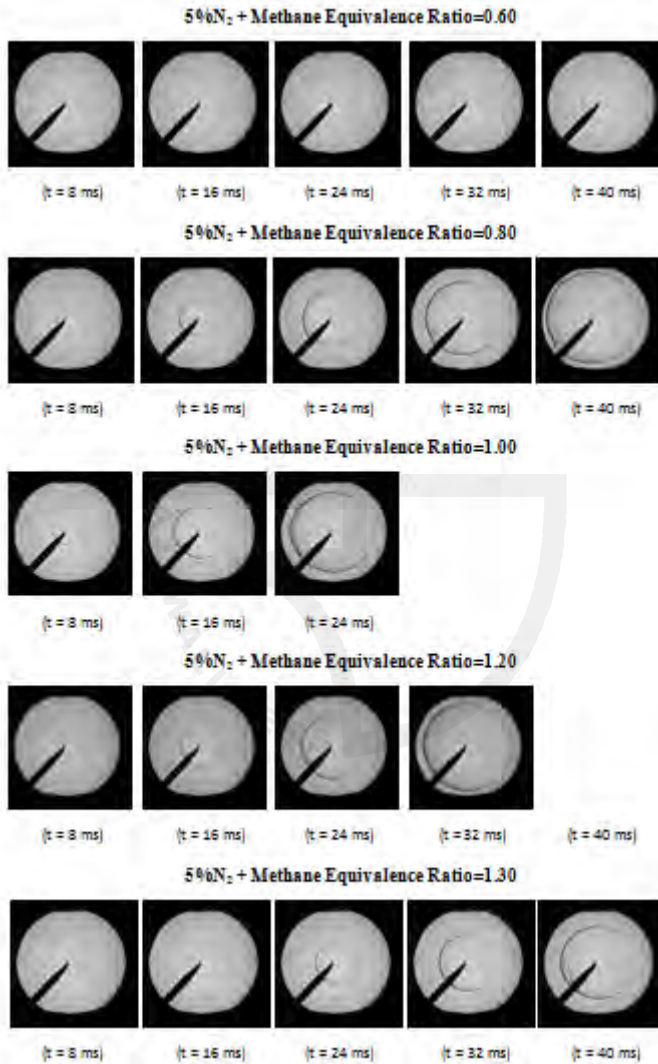 5%N₂ + Methane Equivalence Ratio=0.60
(t = 8 ms) (t = 16 ms) (t = 24 ms) (t = 32 ms) (t = 40 ms)
5%N₂ + Methane Equivalence Ratio=0.80
(t = 8 ms) (t = 16 ms) (t = 24 ms) (t = 32 ms) (t = 40 ms)
5%N₂ + Methane Equivalence Ratio=1.00
(t = 8 ms) (t = 16 ms) (t = 24 ms)
5%N₂ + Methane Equivalence Ratio=1.20
(t = 8 ms) (t = 16 ms) (t = 24 ms) (t =32 ms) (t = 40 ms)
5%N₂ + Methane Equivalence Ratio=1.30
(t = 8 ms) (t = 16 ms) (t = 24 ms) (t = 32 ms) (t = 40 ms)